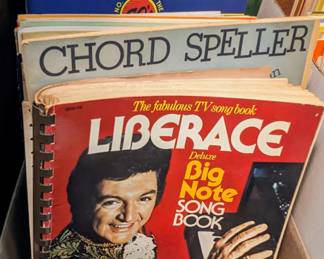 CHORD SPELLER
The fabulous TV song book
LIBERACE
Deluxe
Big
Note
SONG
BOOK